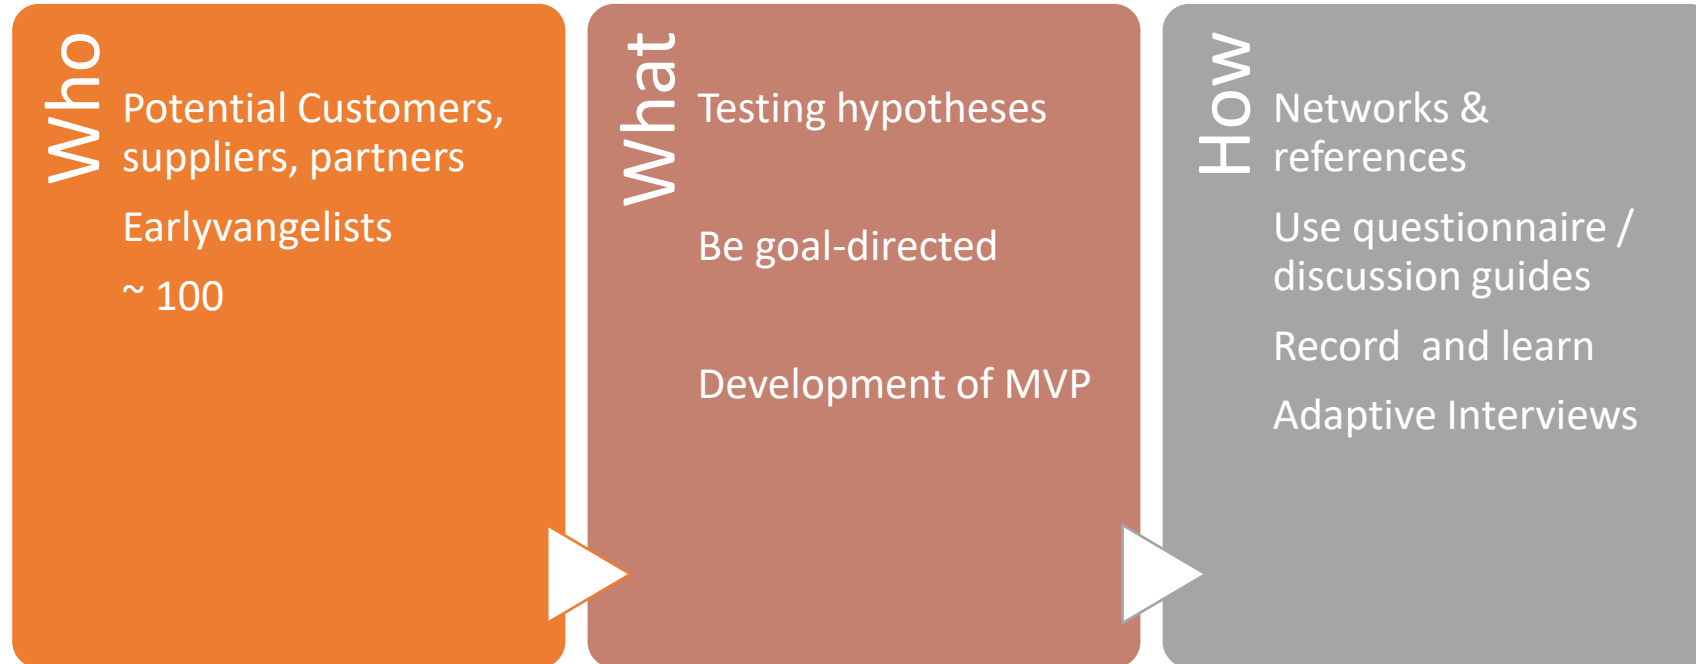 Who
Potential Customers,
suppliers, partners
Earlyvangelists
~ 100
What
Testing hypotheses
Be goal-directed
Development of MVP
How
Networks &
references
Use questionnaire /
discussion guides
Record  and learn
Adaptive Interviews